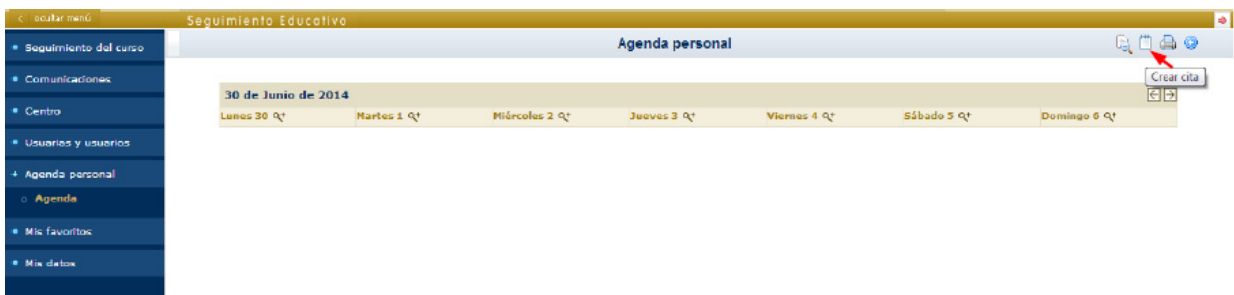 ocultar menú
Seguimiento Educativo
Seguimiento del curso
Comunicaciones
Centro
Usuarias y usuarios
Agenda personal
Agenda
Mis favoritos
Mis datos
Agenda personal
Crear cita
30 de Junio de 2014
Lunes 30 Martes 1 Miércoles 2 Jueves 3 Viernes 4 Sábado 5 Domingo 6